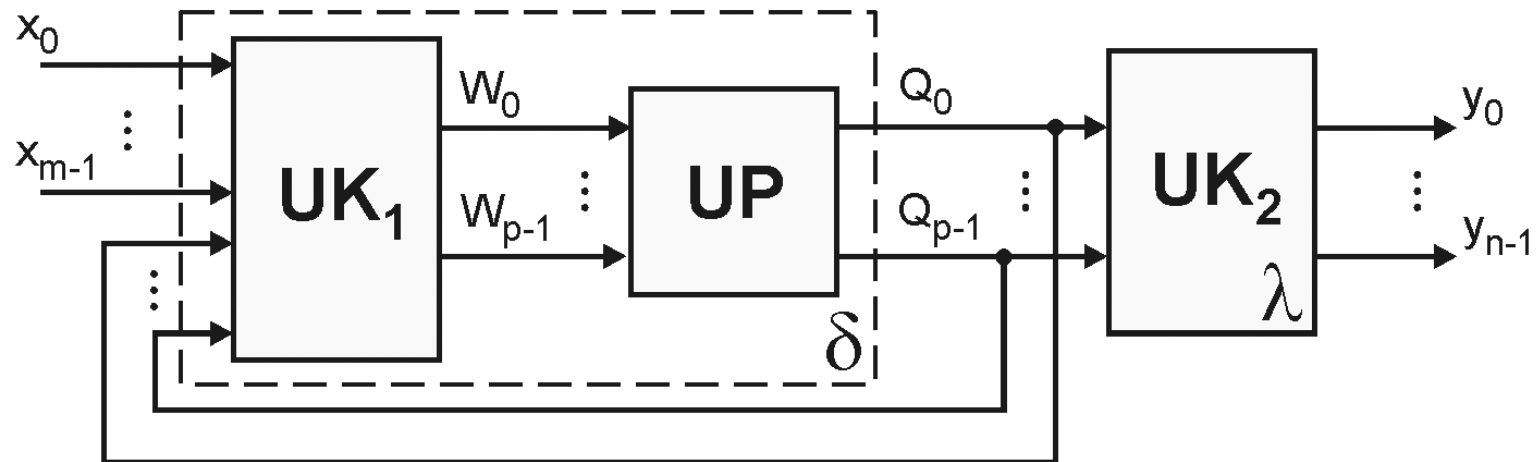 x₀
⋮
xₘ₋₁
⋮
UK₁
W₀
⋮
Wₚ₋₁
UP
δ
Q₀
⋮
Qₚ₋₁
UK₂
λ
y₀
⋮
yₙ₋₁